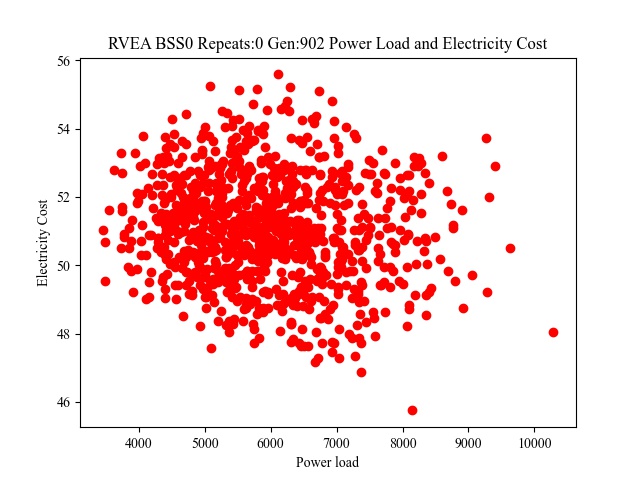 RVEA BSS0 Repeats:0 Gen:902 Power Load and Electricity Cost
56
54
52
50
48
46
Electricity Cost
4000 5000 6000 7000 8000 9000 10000
Power load